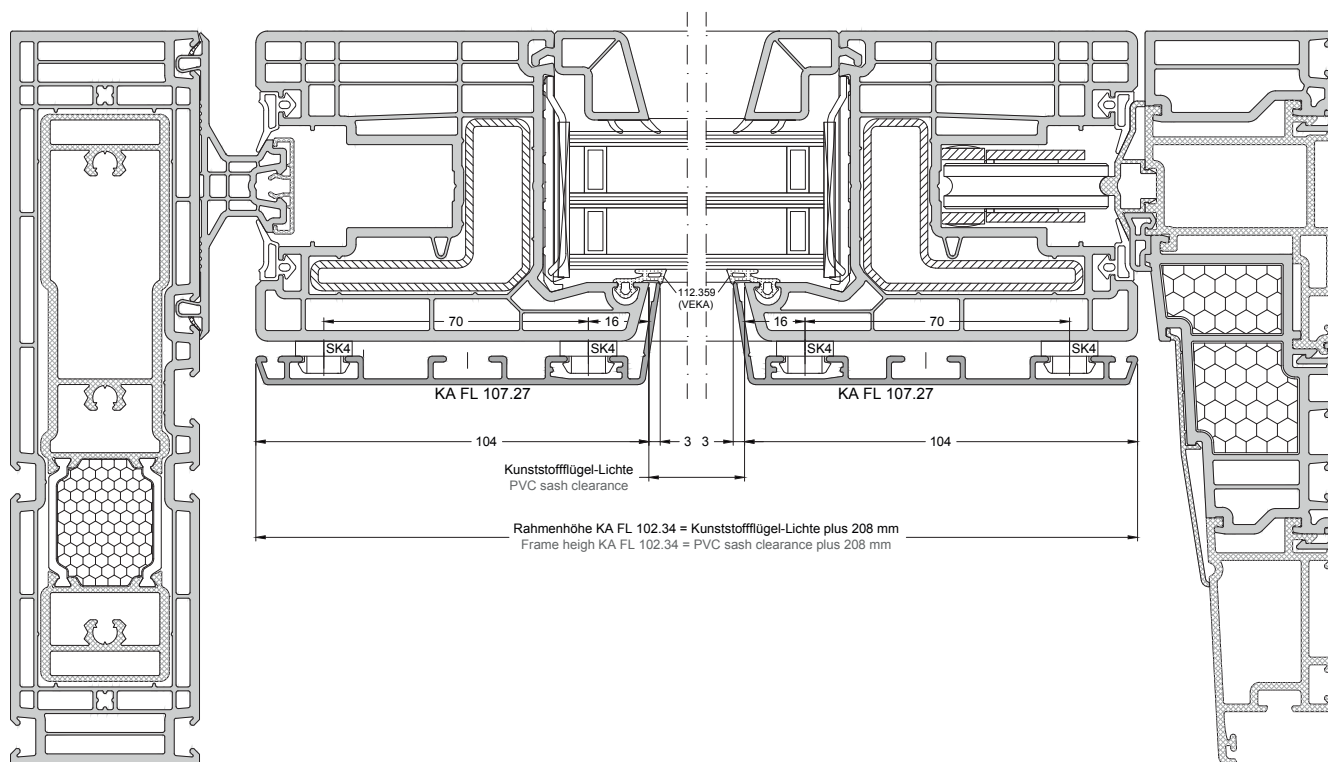 112.359
(VEKA)
70
16
16
70
SK4
SK4
SK4
SK4
KA FL 107.27
KA FL 107.27
104
3
3
104
Kunststoffflügel-Lichte
PVC sash clearance
Rahmenhöhe KA FL 102.34 = Kunststoffflügel-Lichte plus 208 mm
Frame heigh KA FL 102.34 = PVC sash clearance plus 208 mm